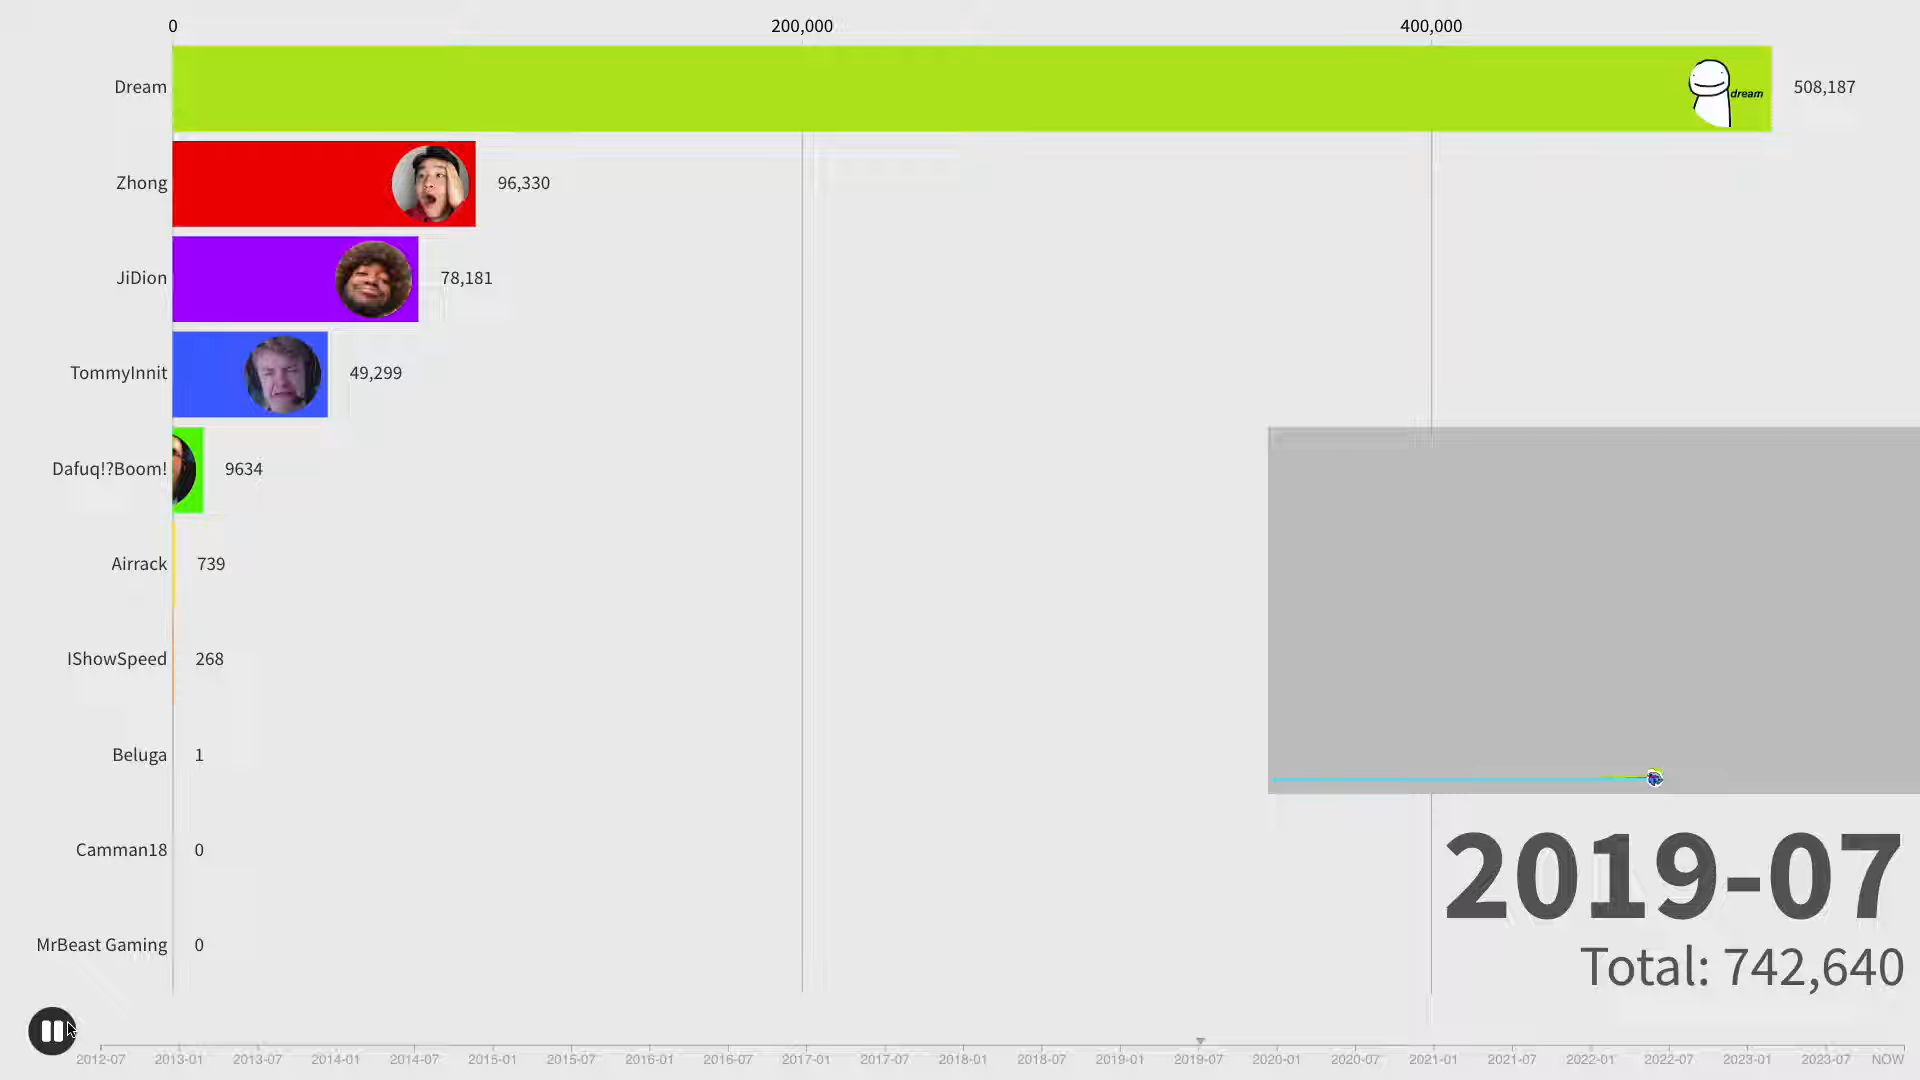 0 200,000 400,000
Dream 508,187
dream
Zhong 96,330
JiDion 78,181
TommyInnit 49,299
Dafuq!?Boom! 9634
Airrack 739
IShowSpeed 268
Beluga 1
Camman18 0
MrBeast Gaming 0
2019-07
Total: 742,640
2012-07 2013-01 2013-07 2014-01 2014-07 2015-01 2015-07 2016-01 2016-07 2017-01 2017-07 2018-01 2018-07 2019-01 2019-07 2020-01 2020-07 2021-01 2021-07 2022-01 2022-07 2023-01 2023-07 NOW